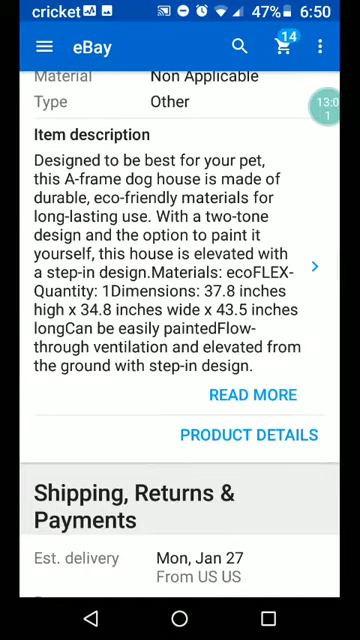 cricket 47% 6:50
eBay 14
Material Non Applicable
Type Other
13:0
1
Item description
Designed to be best for your pet,
this A-frame dog house is made of
durable, eco-friendly materials for
long-lasting use. With a two-tone
design and the option to paint it
yourself, this house is elevated with
a step-in design.Materials: ecoFLEX-
Quantity: 1Dimensions: 37.8 inches
high x 34.8 inches wide x 43.5 inches
longCan be easily paintedFlow-
through ventilation and elevated from
the ground with step-in design.
READ MORE
PRODUCT DETAILS
Shipping, Returns &
Payments
Est. delivery Mon, Jan 27
From US US